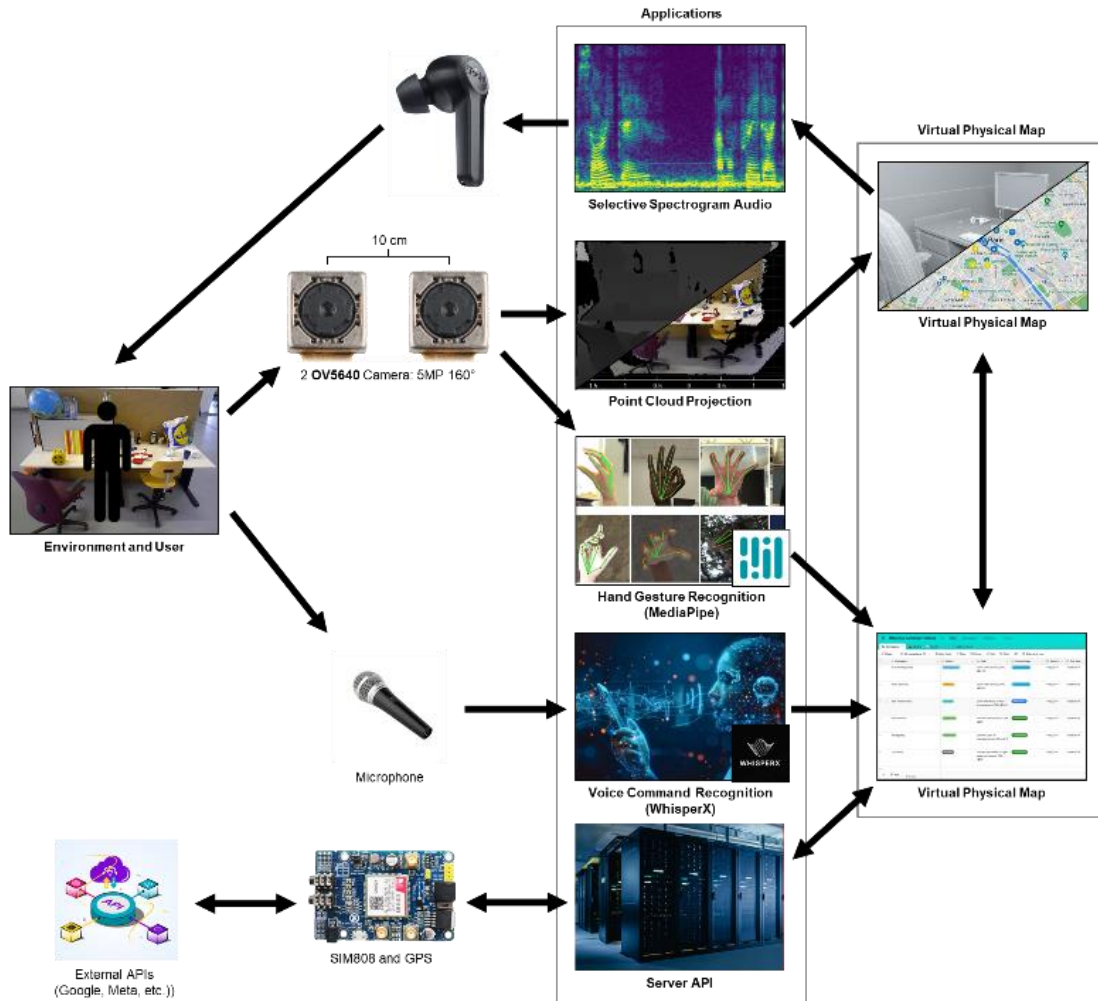 Applications
Virtual Physical Map
Selective Spectrogram Audio
10 cm
2 OV5640 Camera: 5MP 160°
Virtual Physical Map
Point Cloud Projection
Environment and User
Hand Gesture Recognition
(MediaPipe)
WHISPERX
Microphone
Voice Command Recognition
(WhisperX)
Virtual Physical Map
API
SIM808 and GPS
External APIs
(Google, Meta, etc.))
Server API